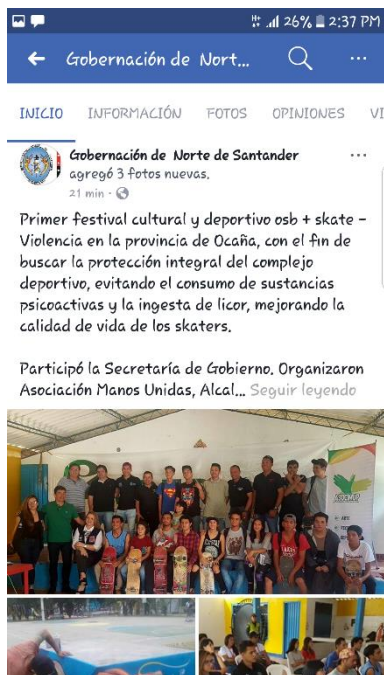 26% 2:37 PM
Gobernación de Nort...
INICIO INFORMACIÓN FOTOS OPINIONES VI
Gobernación de Norte de Santander
agregó 3 fotos nuevas.
21 min
Primer festival cultural y deportivo osb + skate -
Violencia en la provincia de Ocaña, con el fin de
buscar la protección integral del complejo
deportivo, evitando el consumo de sustancias
psicoactivas y la ingesta de licor, mejorando la
calidad de vida de los skaters.
Participó la Secretaría de Gobierno. Organizaron
Asociación Manos Unidas, Alcal... Seguir leyendo